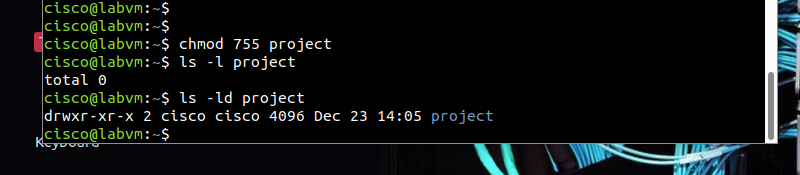 cisco@labvm:~$
cisco@labvm:~$
cisco@labvm:~$ chmod 755 project
cisco@labvm:~$ ls -l project
total 0
cisco@labvm:~$ ls -ld project
drwxr-xr-x 2 cisco cisco 4096 Dec 23 14:05 project
cisco@labvm:~$
Keyboard